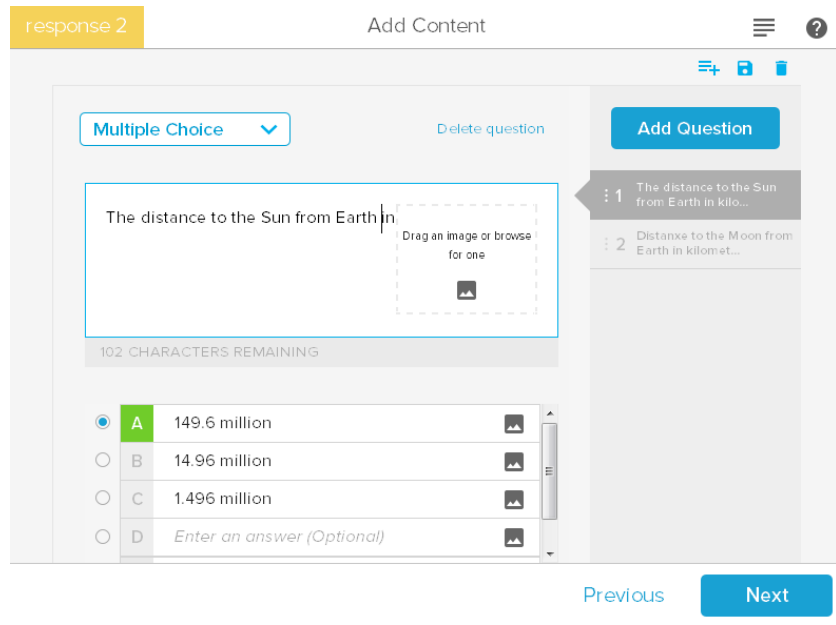 response 2
Add Content
Multiple Choice
Delete question
Add Question
The distance to the Sun from Earth in
Drag an image or browse
for one
102 CHARACTERS REMAINING
1 The distance to the Sun
from Earth in kilo...
2 Distanxe to the Moon from
Earth in kilomet...
A 149.6 million
B 14.96 million
C 1.496 million
D Enter an answer (Optional)
Previous
Next